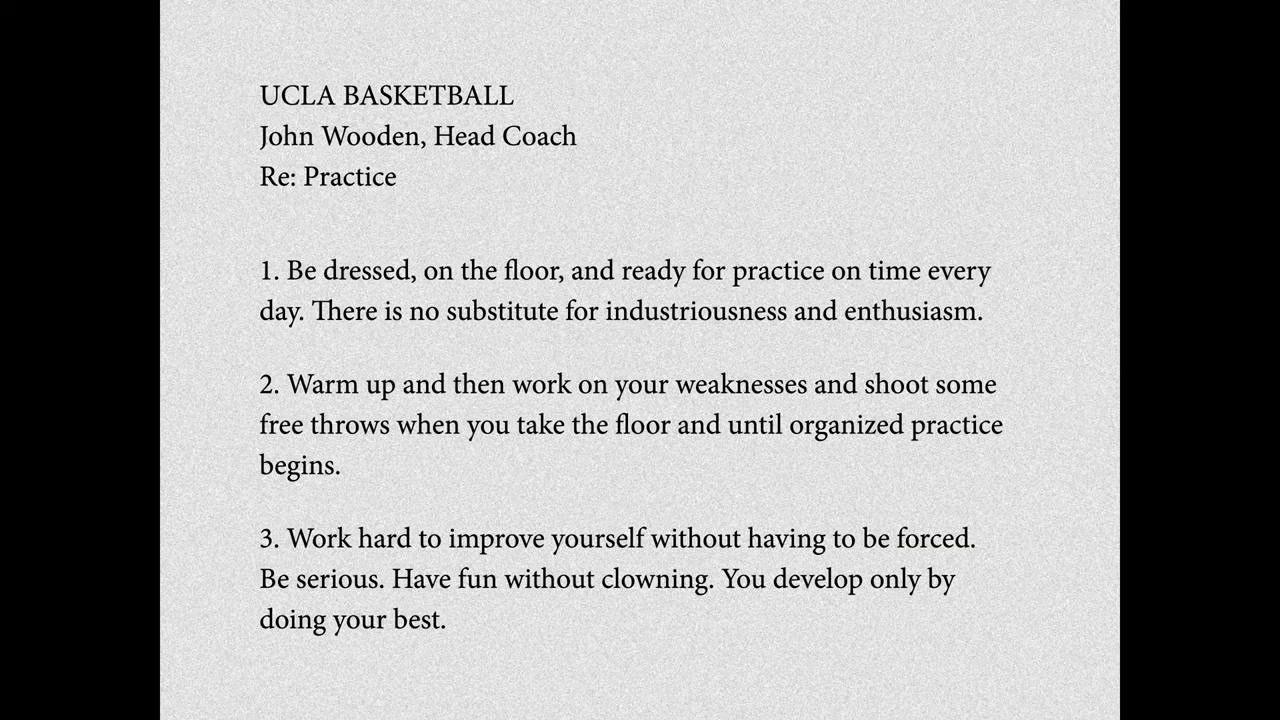 UCLA BASKETBALL
John Wooden, Head Coach
Re: Practice
1. Be dressed, on the floor, and ready for practice on time every
day. There is no substitute for industriousness and enthusiasm.
2. Warm up and then work on your weaknesses and shoot some
free throws when you take the floor and until organized practice
begins.
3. Work hard to improve yourself without having to be forced.
Be serious. Have fun without clowning. You develop only by
doing your best.